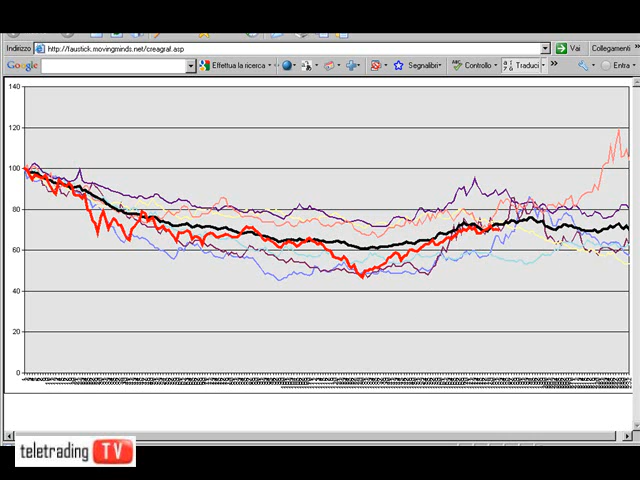 Indirizzo http://faustick.movingminds.net/creagraf.asp Vai Collegamenti »
Google Effettua la ricerca Segnalibri Controllo Traduci » Entra
140
120
100
80
60
40
20
0
teletrading TV